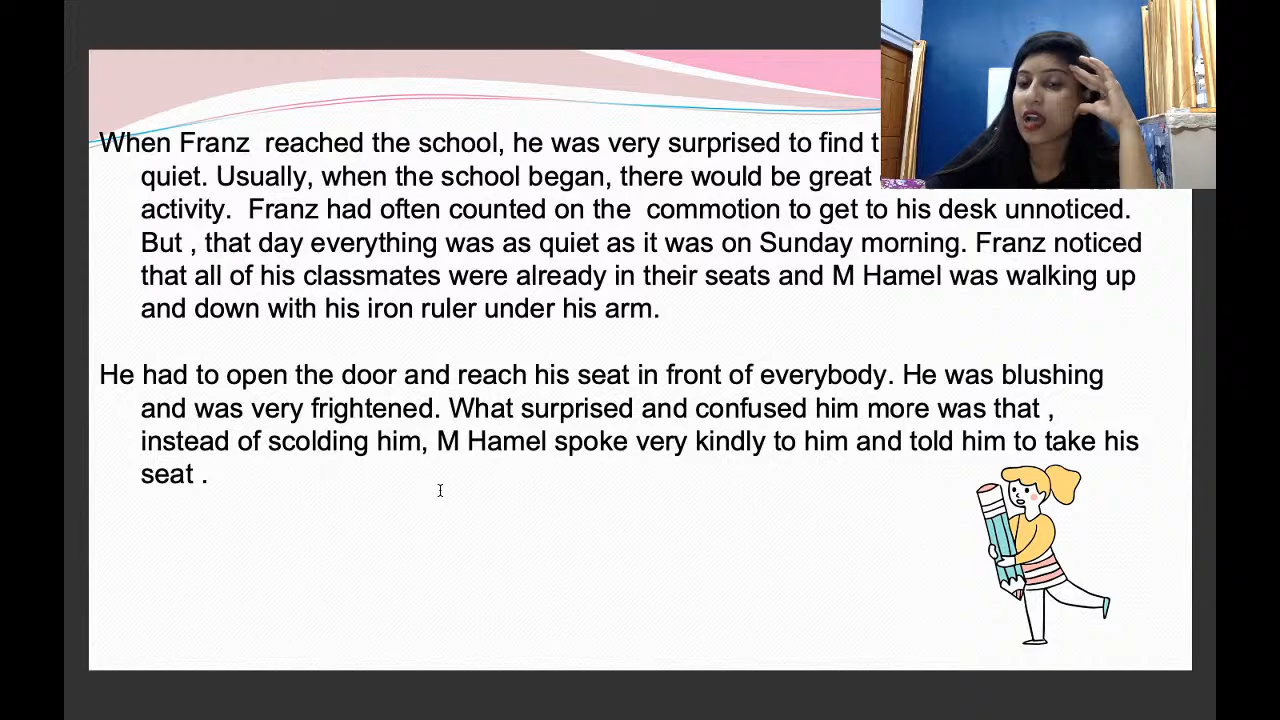 When Franz  reached the school, he was very surprised to find
quiet. Usually, when the school began, there would be great
activity.  Franz had often counted on the  commotion to get to his desk unnoticed.
But , that day everything was as quiet as it was on Sunday morning. Franz noticed
that all of his classmates were already in their seats and M Hamel was walking up
and down with his iron ruler under his arm.
He had to open the door and reach his seat in front of everybody. He was blushing
and was very frightened. What surprised and confused him more was that ,
instead of scolding him, M Hamel spoke very kindly to him and told him to take his
seat .